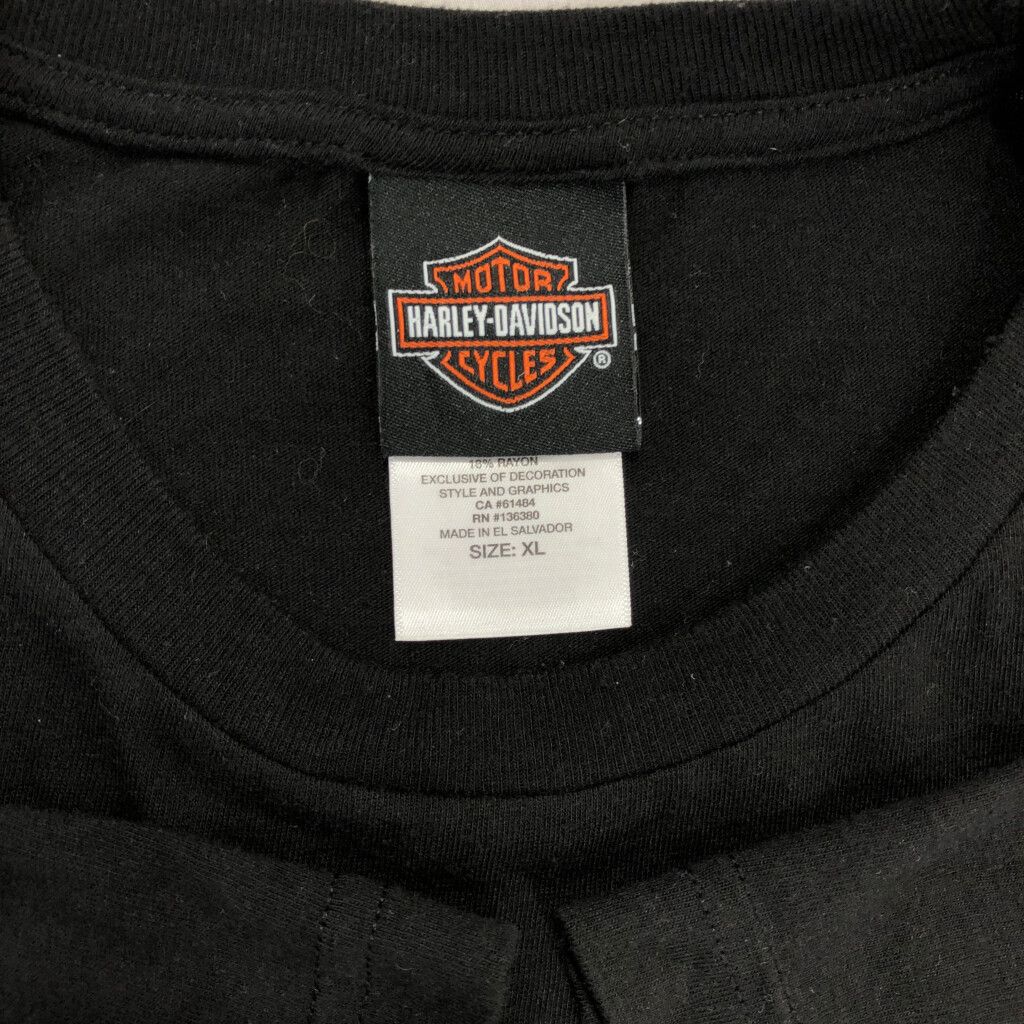 MOTOR
HARLEY-DAVIDSON
CYCLES
®
RAYON
EXCLUSIVE OF DECORATION
STYLE AND GRAPHICS
CA #61484
RN #136380
MADE IN EL SALVADOR
SIZE: XL